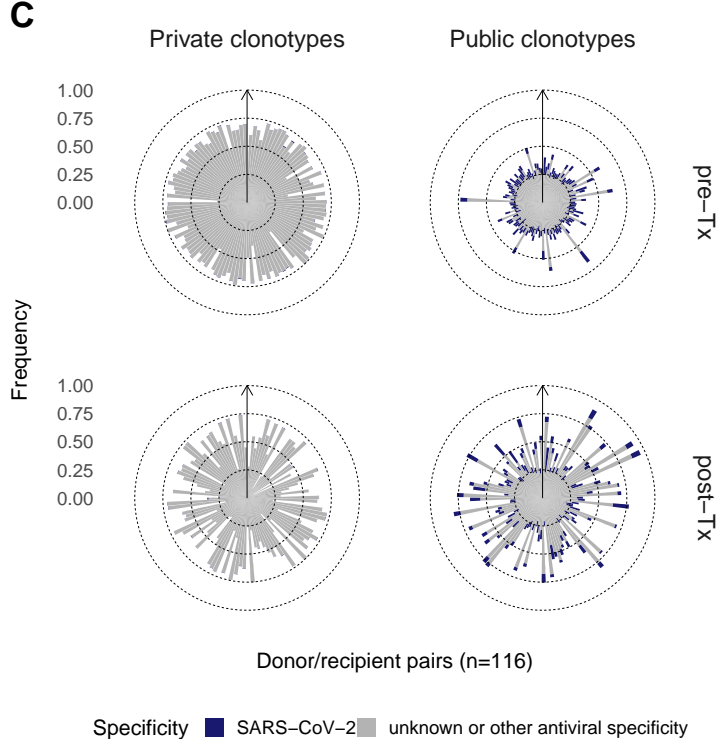 C
Private clonotypes
Public clonotypes
1.00
0.75
0.50
0.25
0.00
pre−Tx
Frequency
1.00
0.75
0.50
0.25
0.00
post−Tx
Donor/recipient pairs (n=116)
Specificity SARS−CoV−2 unknown or other antiviral specificity